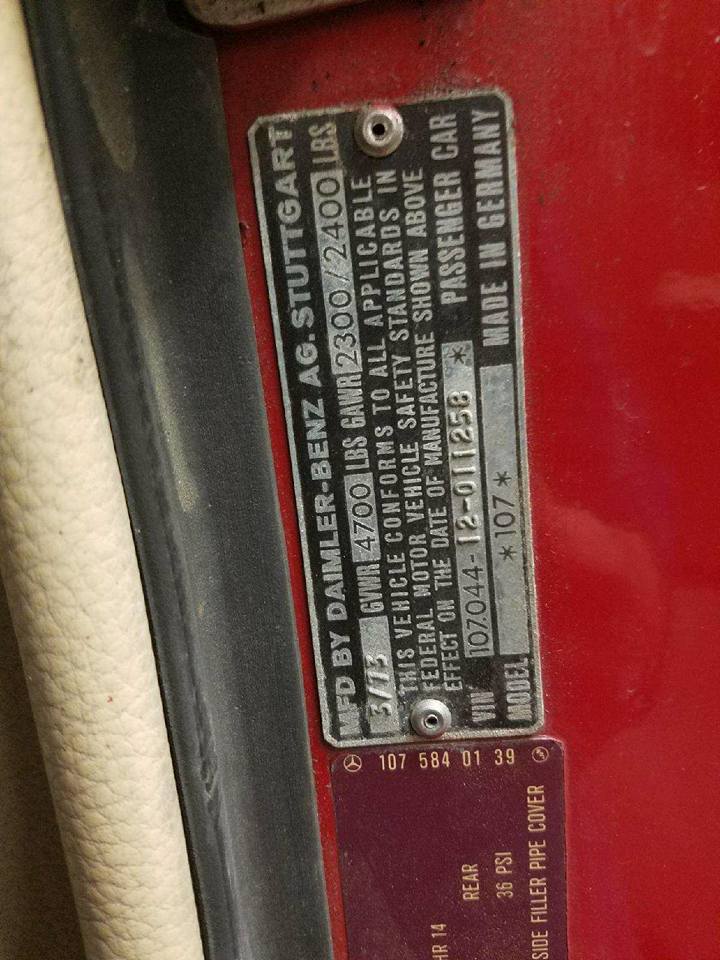 MFD BY DAIMLER-BENZ AG. STUTTGART
3/73 GVWR 4700 LBS GAWR 2300/2400 LBS
THIS VEHICLE CONFORMS TO ALL APPLICABLE
FEDERAL MOTOR VEHICLE SAFETY STANDARDS IN
EFFECT ON THE DATE OF MANUFACTURE SHOWN ABOVE
VIN 107.044-12-011258 * PASSENGER CAR
MODEL *107* MADE IN GERMANY
107 584 01 39
HR 14
REAR
36 PSI
SIDE FILLER PIPE COVER